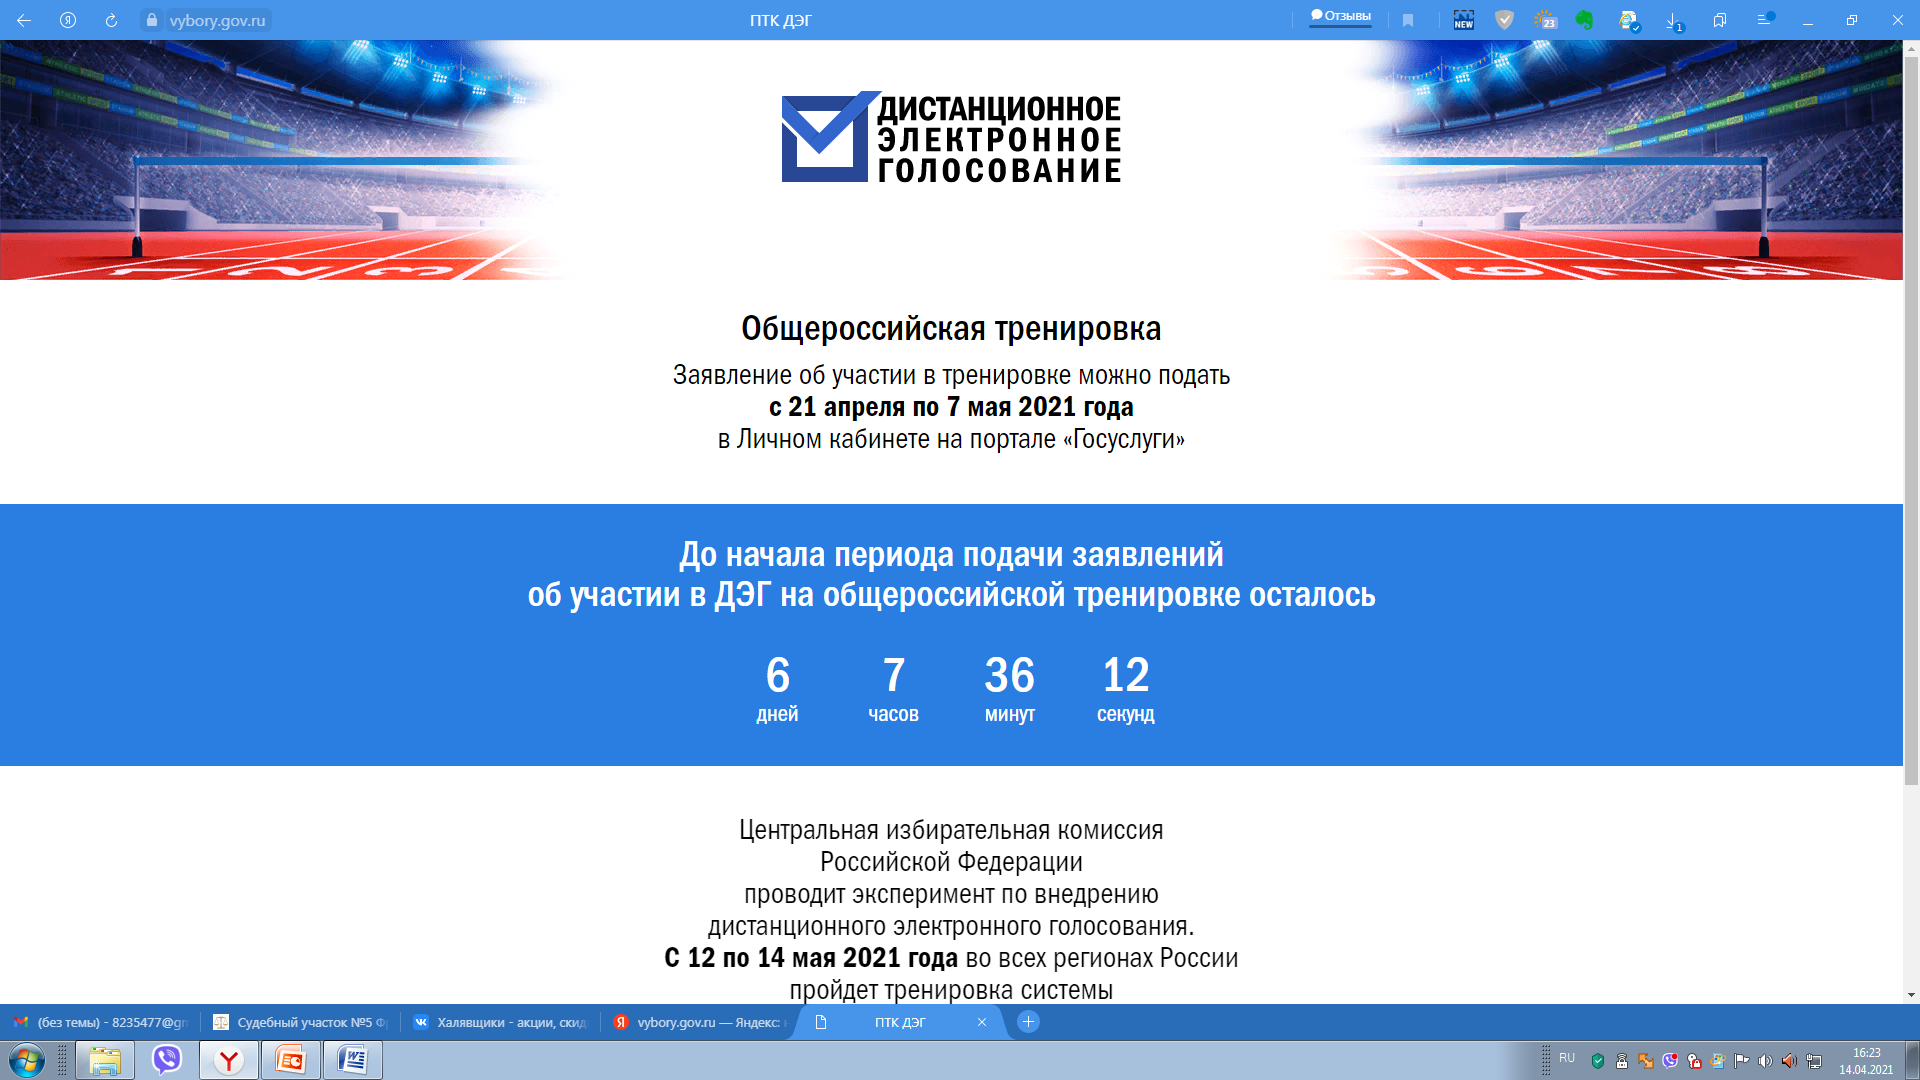 vybory.gov.ru
ПТК ДЭГ
Отзывы
NEW
23
1
ДИСТАНЦИОННОЕ
ЭЛЕКТРОННОЕ
ГОЛОСОВАНИЕ
Общероссийская тренировка
Заявление об участии в тренировке можно подать
с 21 апреля по 7 мая 2021 года
в Личном кабинете на портале «Госуслуги»
До начала периода подачи заявлений
об участии в ДЭГ на общероссийской тренировке осталось
6 7 36 12
дней часов минут секунд
Центральная избирательная комиссия
Российской Федерации
проводит эксперимент по внедрению
дистанционного электронного голосования.
С 12 по 14 мая 2021 года во всех регионах России
пройдет тренировка системы
(без темы) - 8235477@gm
Судебный участок №5 Ф
Халявщики - акции, скид
vybory.gov.ru — Яндекс:
ПТК ДЭГ
RU
16:23
14.04.2021